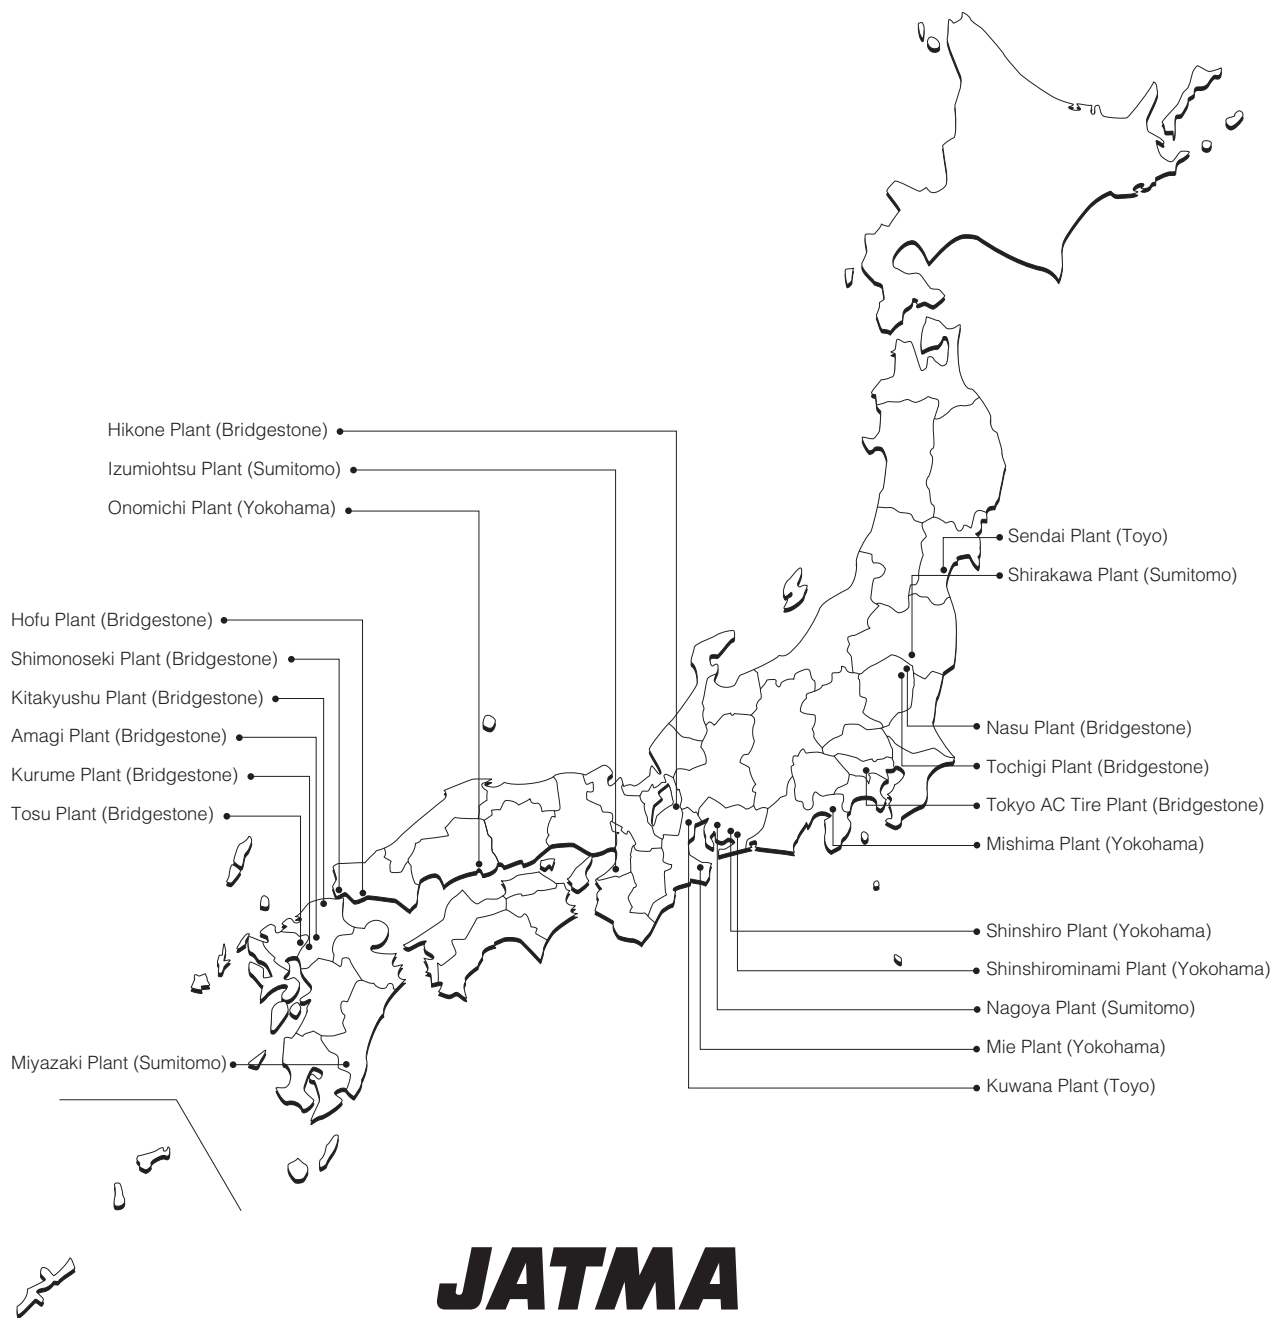 Hikone Plant (Bridgestone)
Izumiohtsu Plant (Sumitomo)
Onomichi Plant (Yokohama)
Sendai Plant (Toyo)
Shirakawa Plant (Sumitomo)
Hofu Plant (Bridgestone)
Shimonoseki Plant (Bridgestone)
Kitakyushu Plant (Bridgestone)
Amagi Plant (Bridgestone)
Kurume Plant (Bridgestone)
Tosu Plant (Bridgestone)
Nasu Plant (Bridgestone)
Tochigi Plant (Bridgestone)
Tokyo AC Tire Plant (Bridgestone)
Mishima Plant (Yokohama)
Shinshiro Plant (Yokohama)
Shinshirominami Plant (Yokohama)
Nagoya Plant (Sumitomo)
Mie Plant (Yokohama)
Kuwana Plant (Toyo)
Miyazaki Plant (Sumitomo)
JATMA